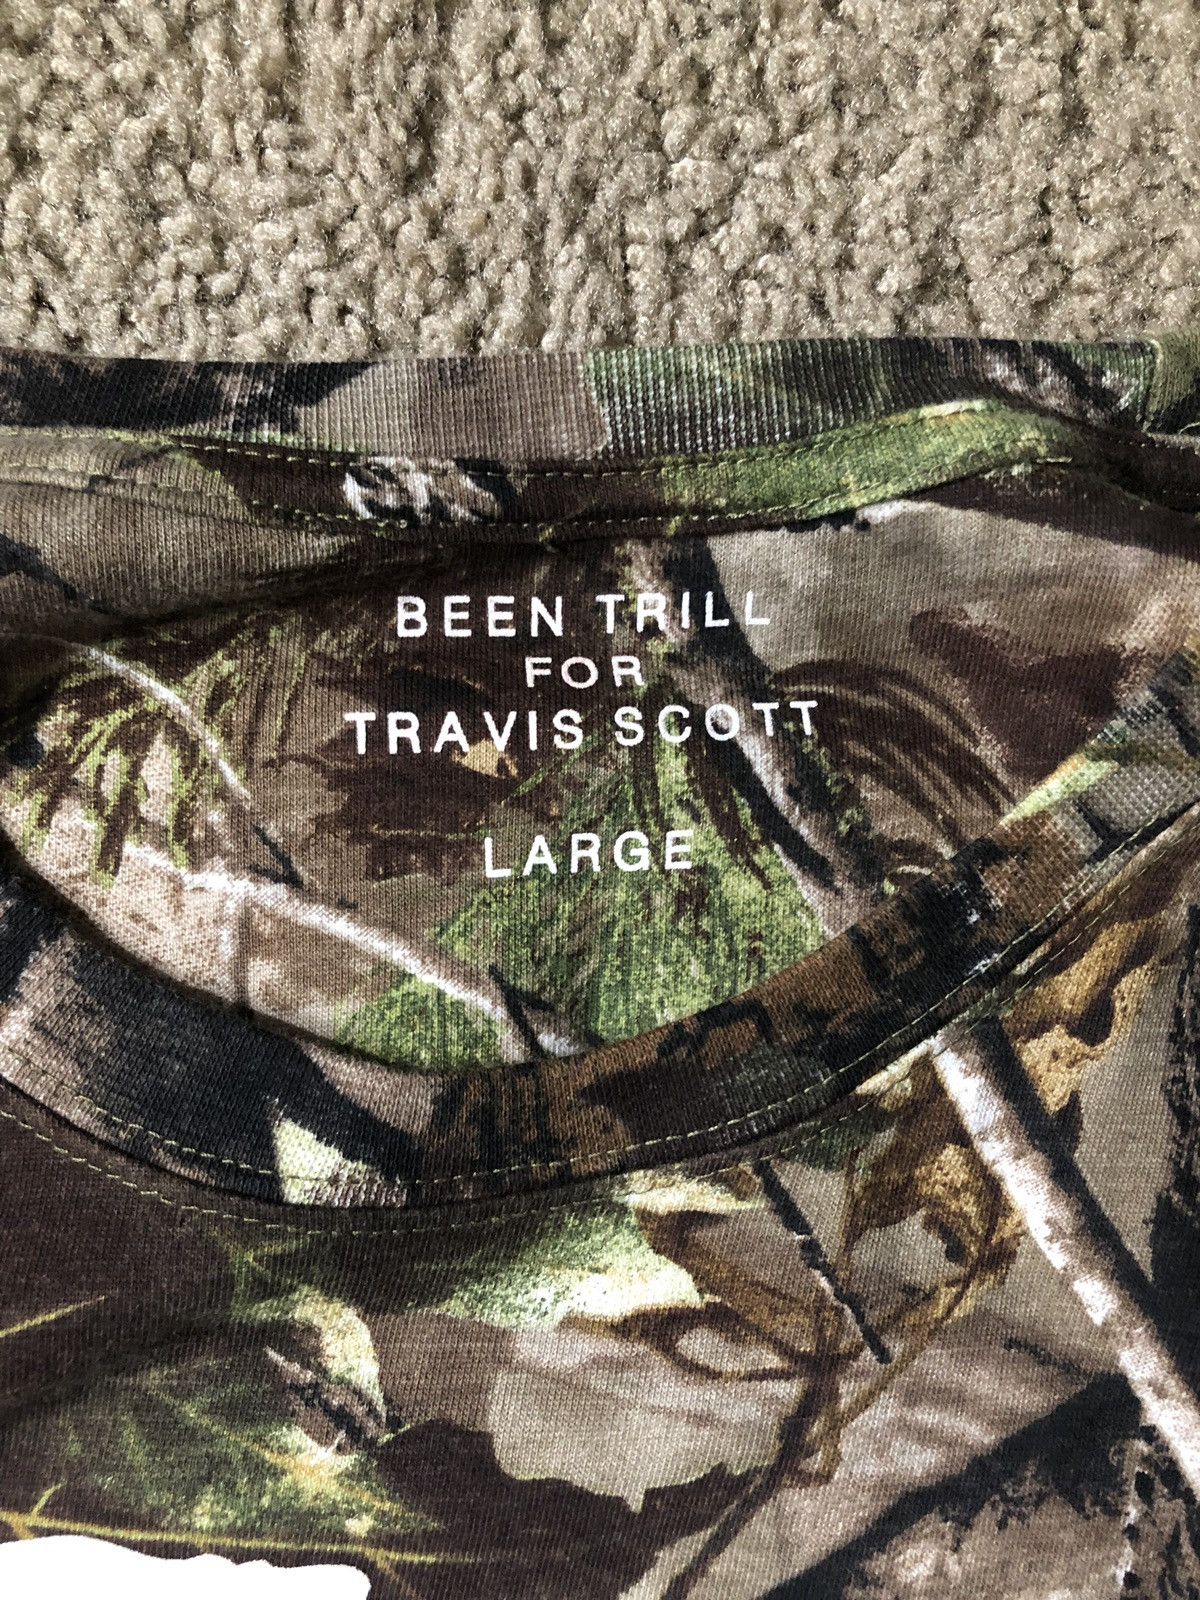 BEEN TRILL
FOR
TRAVIS SCOTT
LARGE